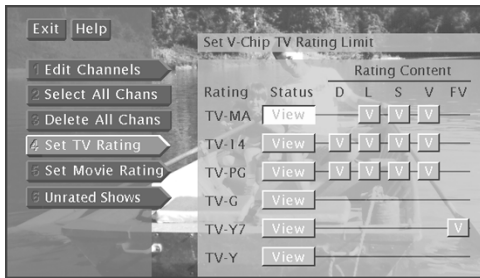 Exit Help
Set V-Chip TV Rating Limit
1 Edit Channels
2 Select All Chans
3 Delete All Chans
4 Set TV Rating
5 Set Movie Rating
6 Unrated Shows
Rating Content
Rating Status D L S V FV
TV-MA View V V V
TV-14 View V V V V
TV-PG View V V V V
TV-G View
TV-Y7 View V
TV-Y View